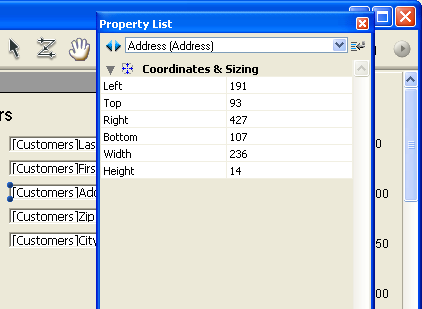 Property List
Address (Address)
Coordinates & Sizing
Left 191
Top 93
Right 427
Bottom 107
Width 236
Height 14
rs
[Customers]Las
[Customers]Firs
[Customers]Add
[Customers]Zip
[Customers]City
0
00
50
00